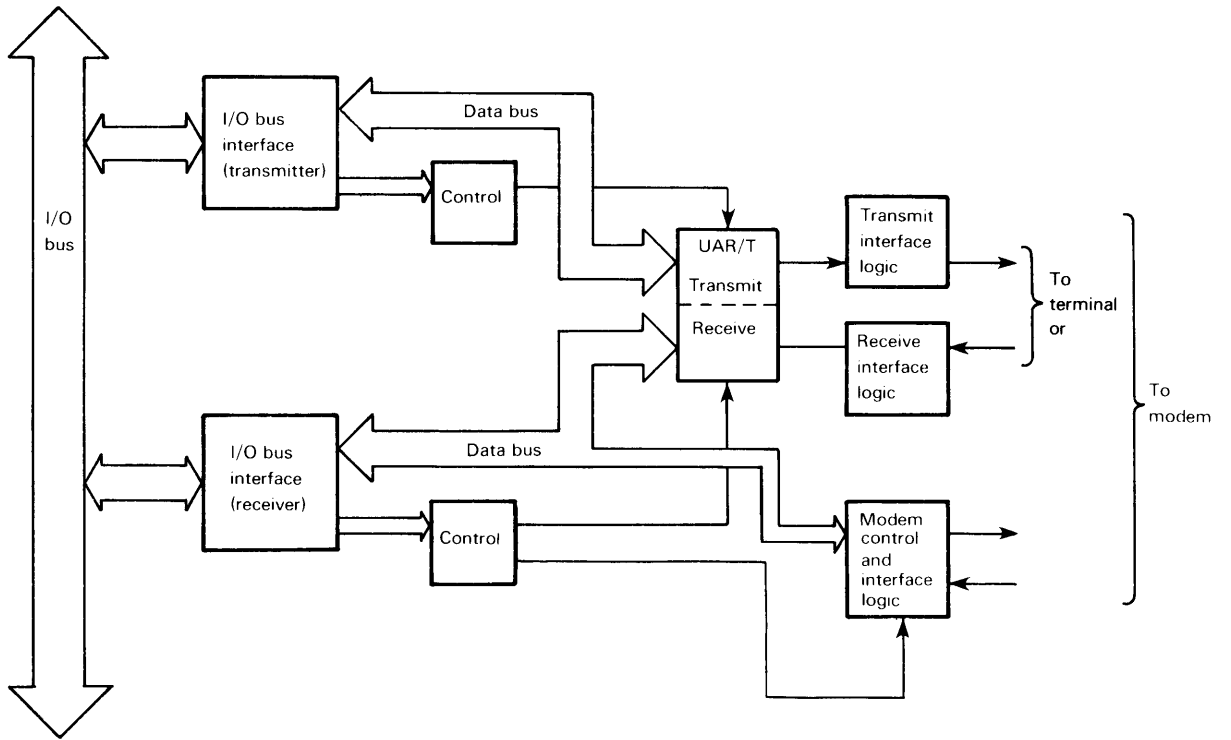 I/O
bus
I/O bus
interface
(transmitter)
Data bus
Control
UAR/T
Transmit
Receive
Transmit
interface
logic
Receive
interface
logic
To
terminal
or
To
modem
I/O bus
interface
(receiver)
Data bus
Control
Modem
control
and
interface
logic